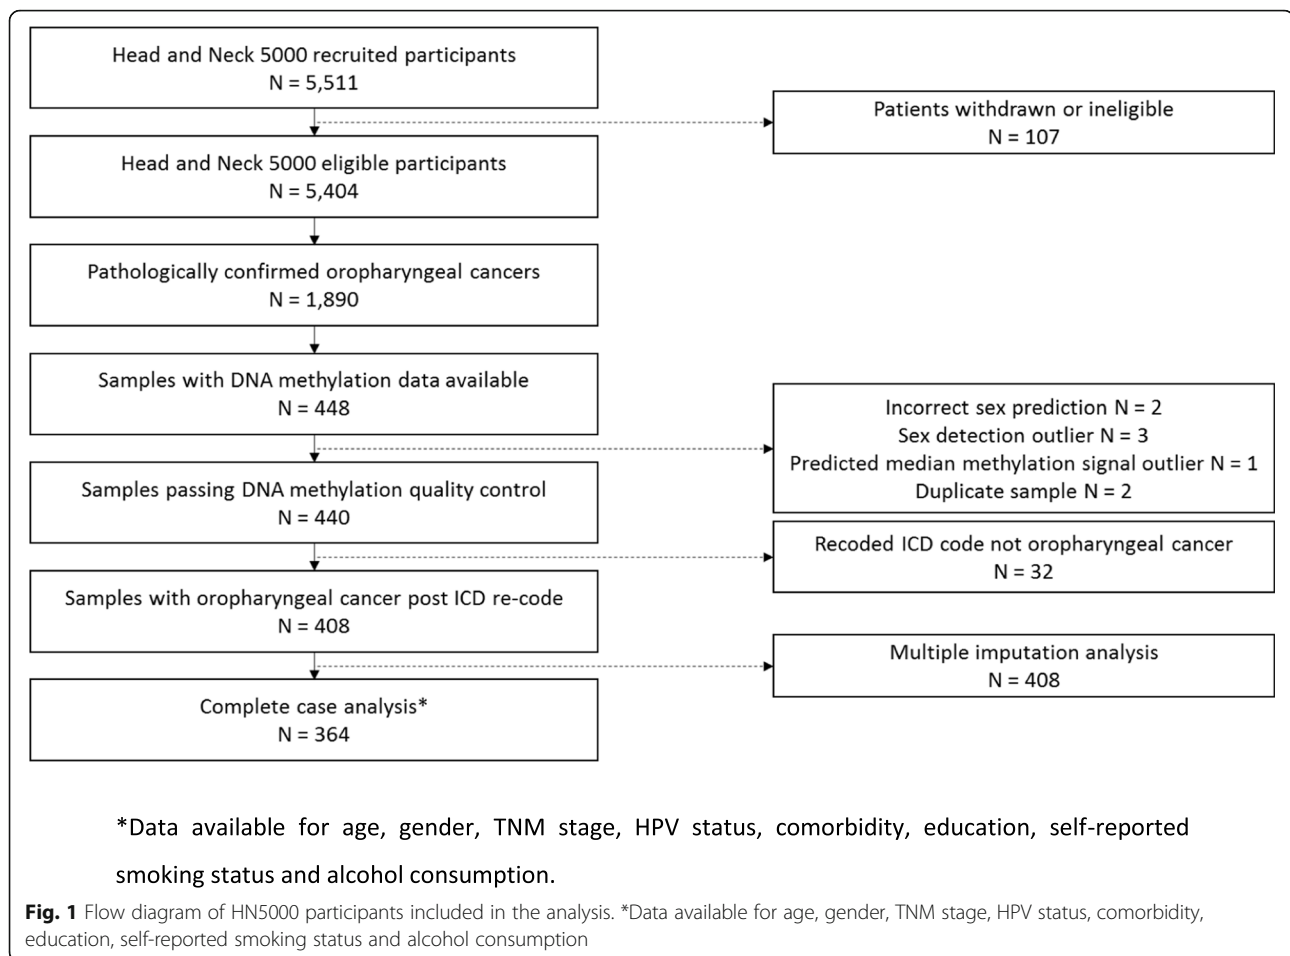 Head and Neck 5000 recruited participants
N = 5,511
Patients withdrawn or ineligible
N = 107
Head and Neck 5000 eligible participants
N = 5,404
Pathologically confirmed oropharyngeal cancers
N = 1,890
Samples with DNA methylation data available
N = 448
Incorrect sex prediction N = 2
Sex detection outlier N = 3
Predicted median methylation signal outlier N = 1
Duplicate sample N = 2
Samples passing DNA methylation quality control
N = 440
Recoded ICD code not oropharyngeal cancer
N = 32
Samples with oropharyngeal cancer post ICD re-code
N = 408
Multiple imputation analysis
N = 408
Complete case analysis*
N = 364
*Data available for age, gender, TNM stage, HPV status, comorbidity, education, self-reported
smoking status and alcohol consumption.
Fig. 1 Flow diagram of HN5000 participants included in the analysis. *Data available for age, gender, TNM stage, HPV status, comorbidity,
education, self-reported smoking status and alcohol consumption